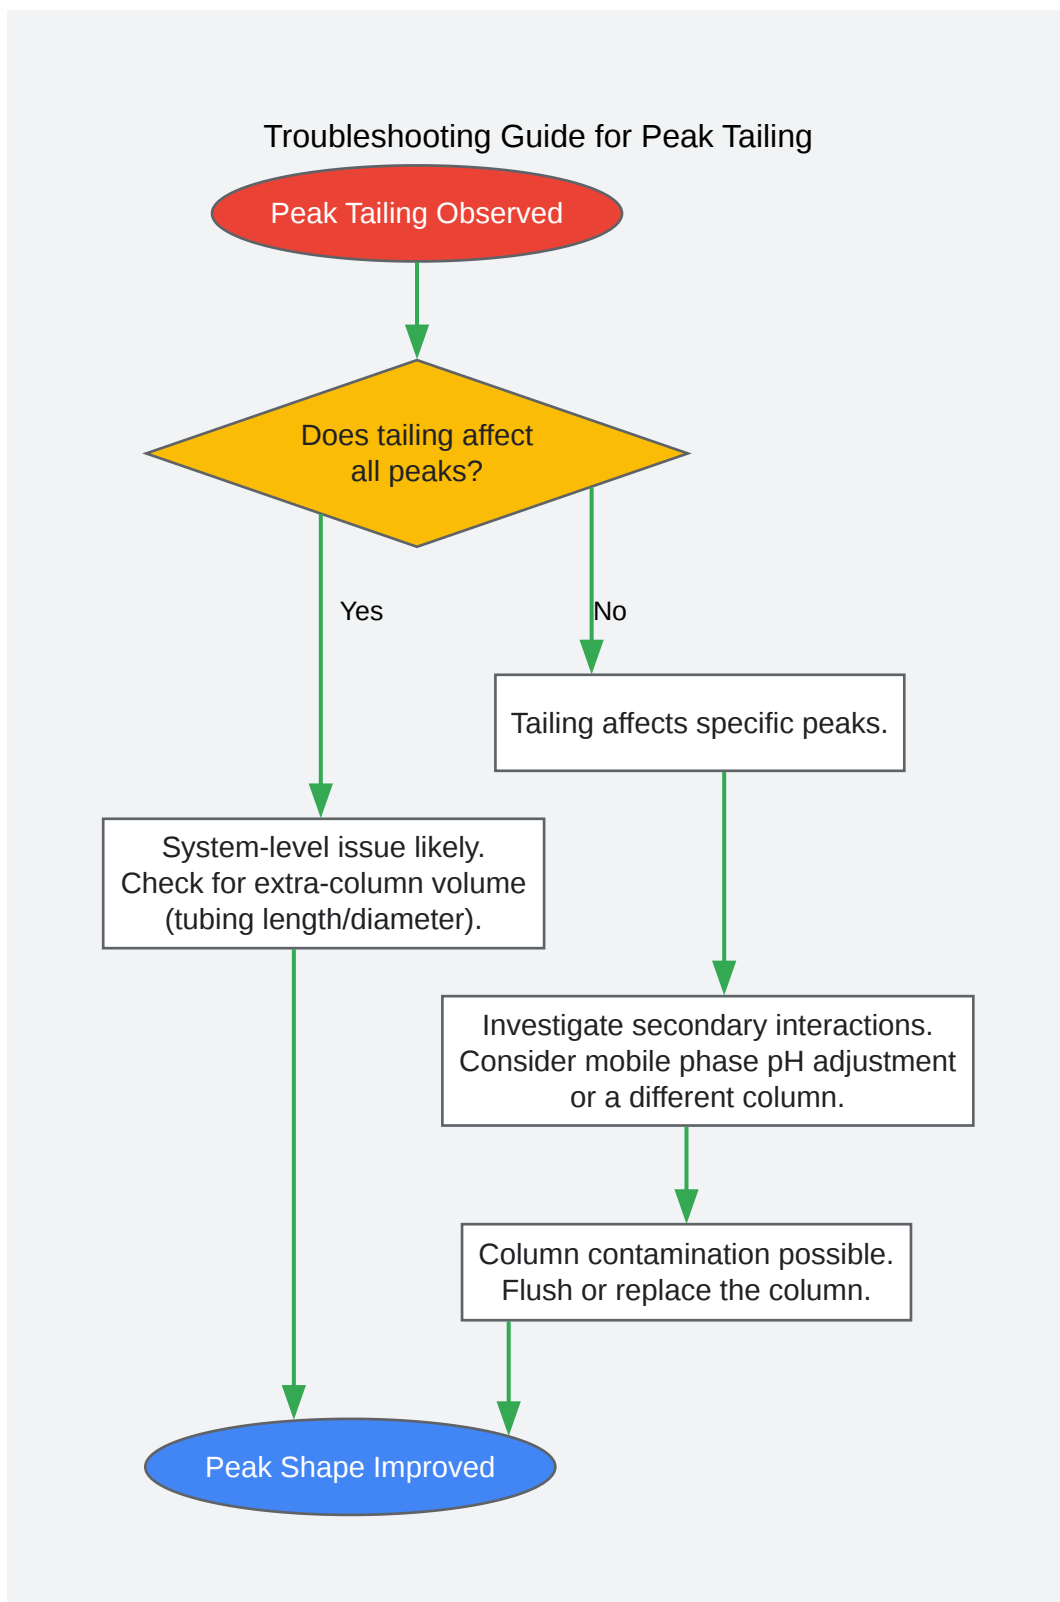 Troubleshooting Guide for Peak Tailing
Peak Tailing Observed
Does tailing affect
all peaks?
Yes
No
Tailing affects specific peaks.
System-level issue likely.
Check for extra-column volume
(tubing length/diameter).
Investigate secondary interactions.
Consider mobile phase pH adjustment
or a different column.
Column contamination possible.
Flush or replace the column.
Peak Shape Improved